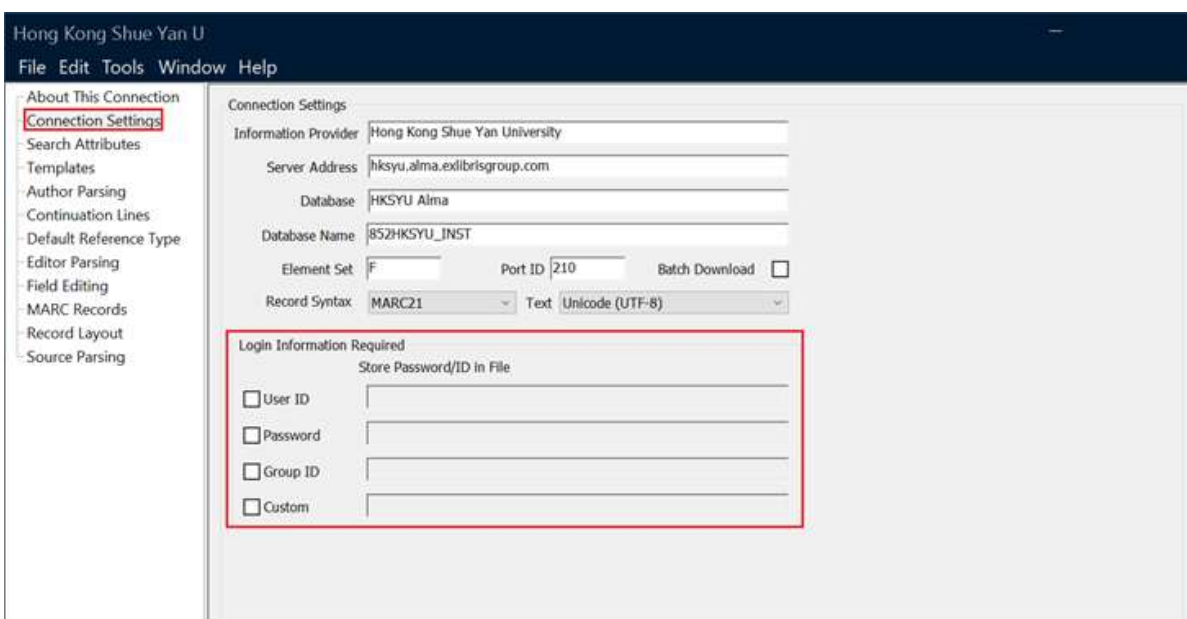 Hong Kong Shue Yan U
File Edit Tools Window Help
About This Connection
Connection Settings
Search Attributes
Templates
Author Parsing
Continuation Lines
Default Reference Type
Editor Parsing
Field Editing
MARC Records
Record Layout
Source Parsing
Connection Settings
Information Provider Hong Kong Shue Yan University
Server Address hksyu.alma.exlibrisgroup.com
Database HKSYU Alma
Database Name 852HKSYU_INST
Element Set F Port ID 210 Batch Download
Record Syntax MARC21 Text Unicode (UTF-8)
Login Information Required
Store Password/ID in File
User ID
Password
Group ID
Custom